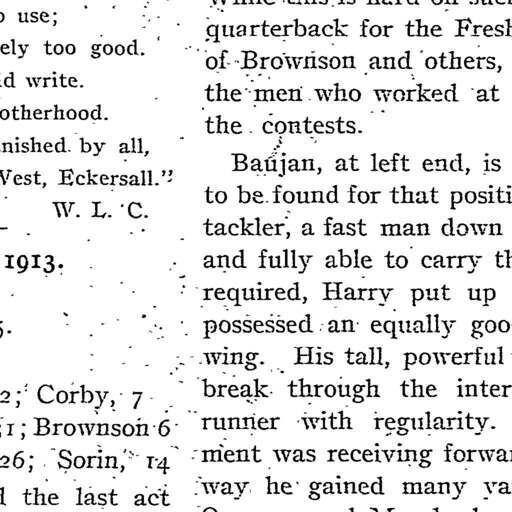 use;
ely too good.
d write.
otherhood.
nished by all,
West, Eckersall."
W. L. C.
1913.
5.
2; Corby, 7
1; Brownson 6
26; Sorin, 14
the last act
quarterback for the Fresh
of Brownson and others,
the men who worked at
the contests.
Baujan, at left end, is
to be found for that positi
tackler, a fast man down
and fully able to carry th
required, Harry put up
possessed an equally goo
wing. His tall, powerful
break through the inter
runner with regularity.
ment was receiving forwa
way he gained many ya